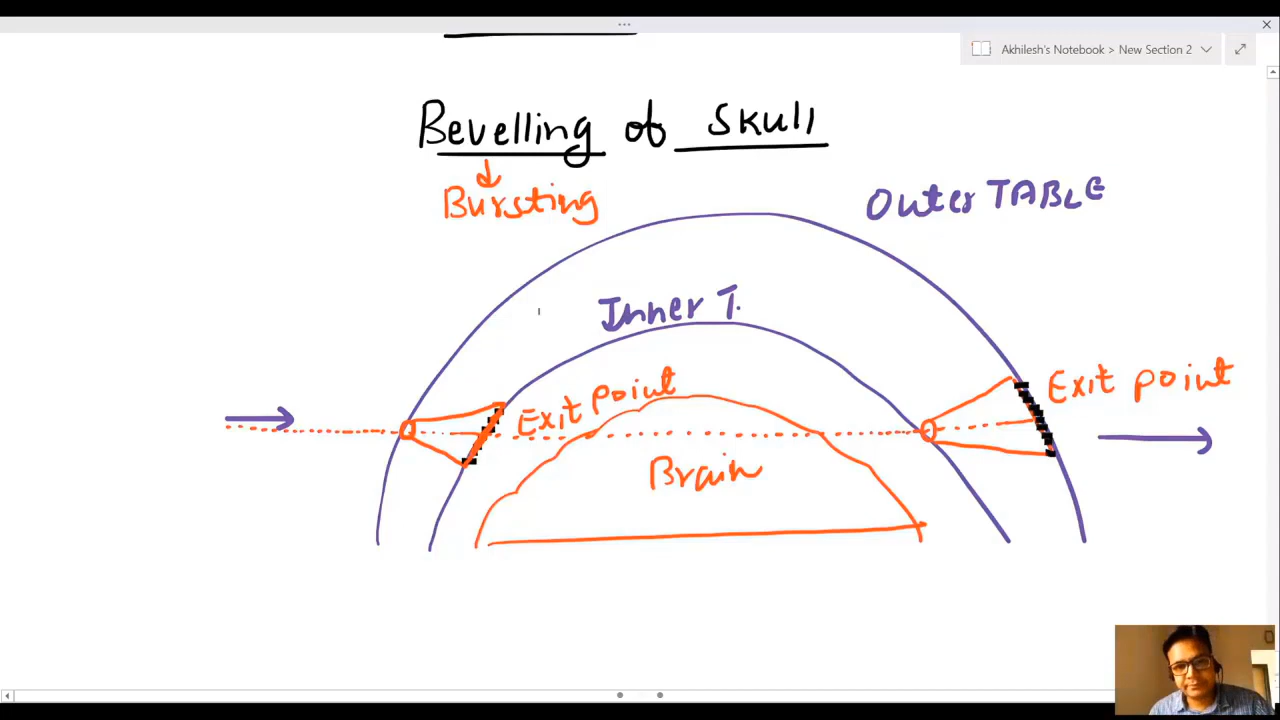 Akhilesh's Notebook > New Section 2
Bevelling of Skull
Bursting
Outer TABLE
Inner T.
Exit point
Exit point
Brain